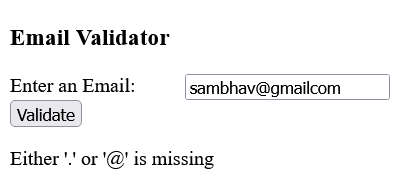 Email Validator
Enter an Email: sambhav@gmailcom
Validate
Either '.' or '@' is missing